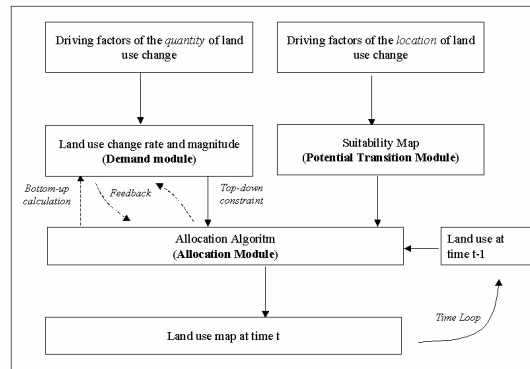 Driving factors of the quantity of land
use change
Driving factors of the location of land
use change
Land use change rate and magnitude
(Demand module)
Suitability Map
(Potential Transition Module)
Bottom-up
calculation
Feedback
Top-down
constraint
Allocation Algoritm
(Allocation Module)
Land use at
time t-1
Land use map at time t
Time Loop